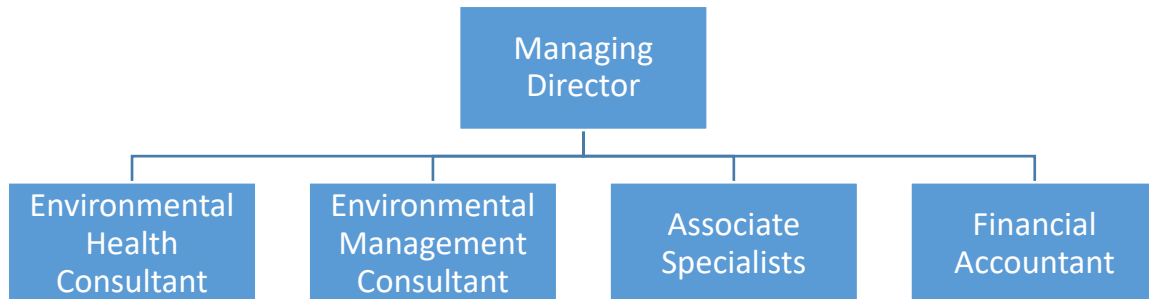 Managing
Director
Environmental
Health
Consultant
Environmental
Management
Consultant
Associate
Specialists
Financial
Accountant